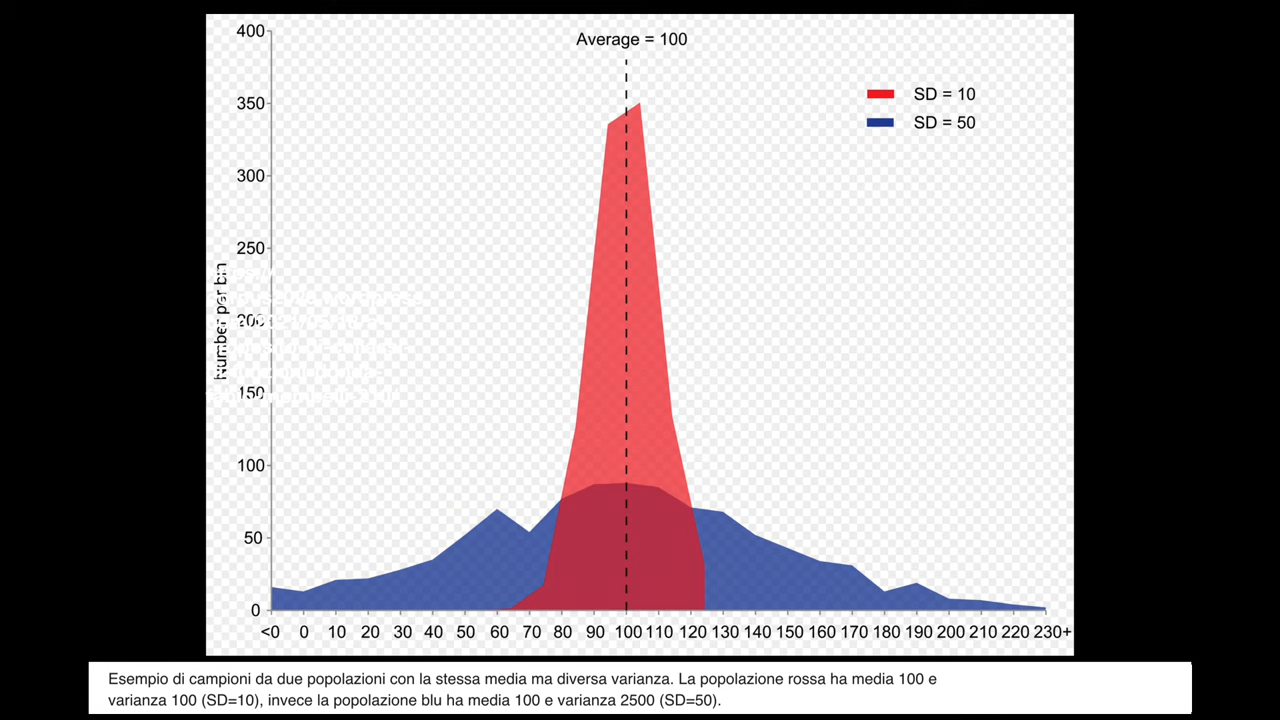 400
Average = 100
350
SD = 10
SD = 50
300
250
Number per bin
200
150
100
50
0
<0 0 10 20 30 40 50 60 70 80 90 100 110 120 130 140 150 160 170 180 190 200 210 220 230+
Esempio di campioni da due popolazioni con la stessa media ma diversa varianza. La popolazione rossa ha media 100 e
varianza 100 (SD=10), invece la popolazione blu ha media 100 e varianza 2500 (SD=50).